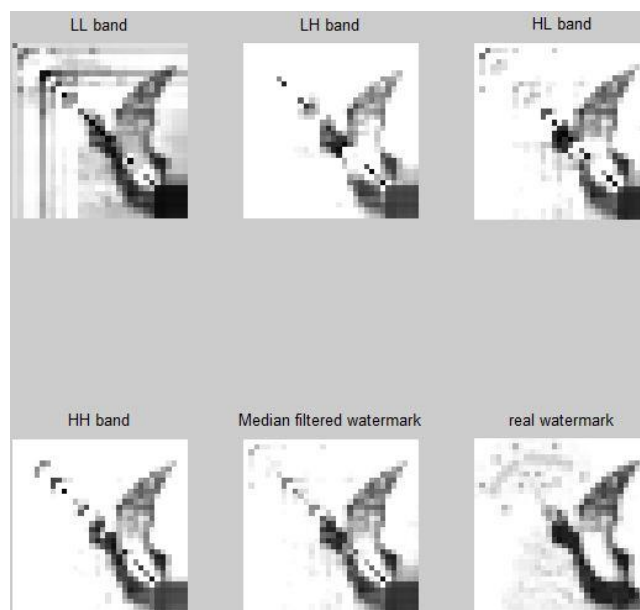 LL band
LH band
HL band
HH band
Median filtered watermark
real watermark